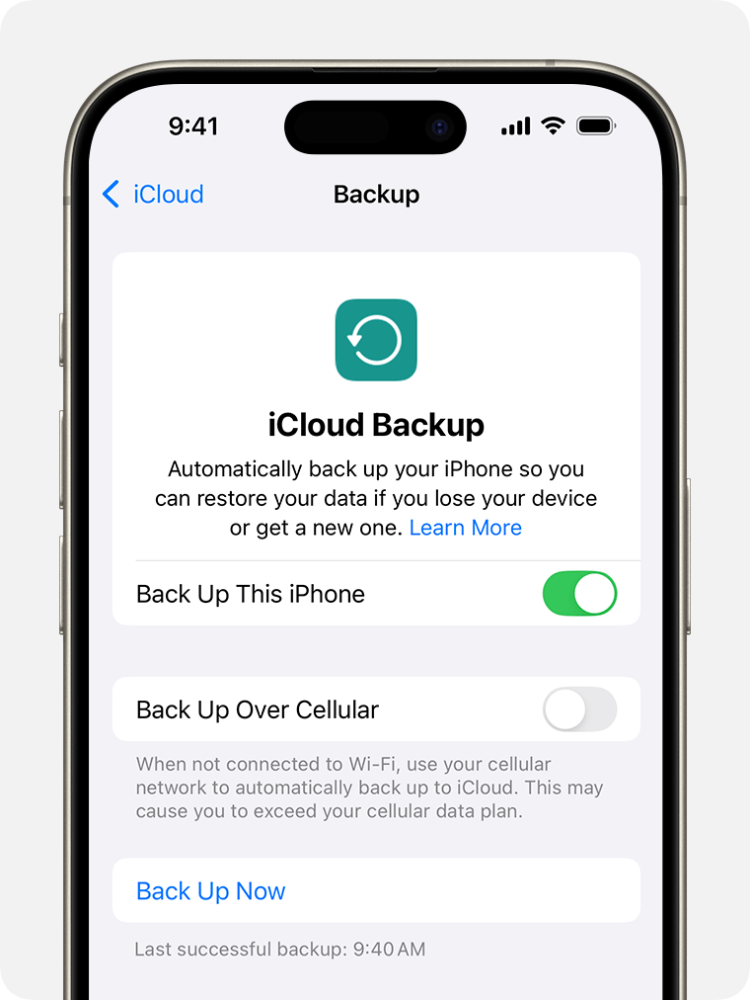 9:41
iCloud
Backup
iCloud Backup
Automatically back up your iPhone so you
can restore your data if you lose your device
or get a new one. Learn More
Back Up This iPhone
Back Up Over Cellular
When not connected to Wi-Fi, use your cellular
network to automatically back up to iCloud. This may
cause you to exceed your cellular data plan.
Back Up Now
Last successful backup: 9:40 AM